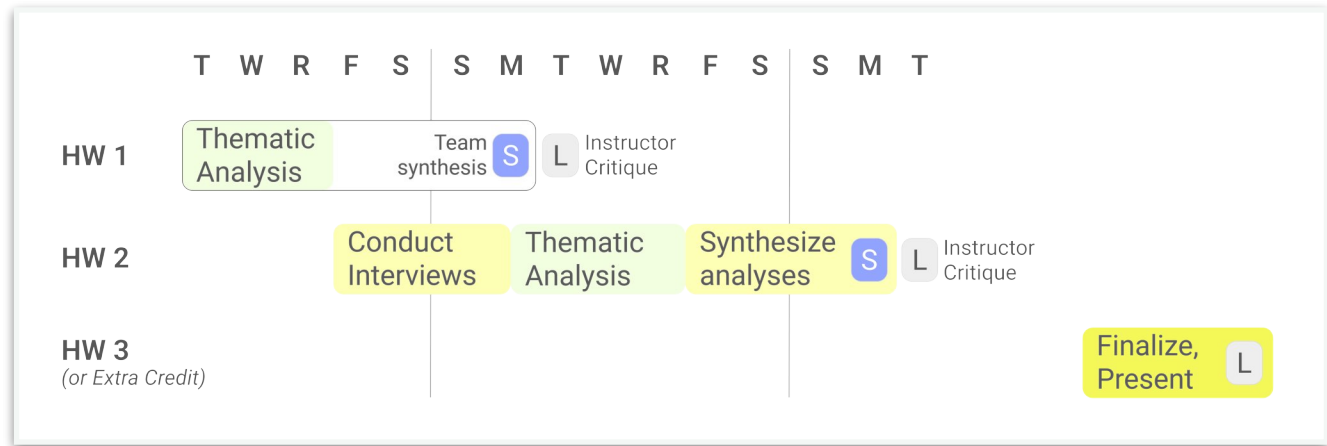 T W R F S S M T W R F S S M T
HW 1
Thematic
Analysis
Team
synthesis
S
L
Instructor
Critique
HW 2
Conduct
Interviews
Thematic
Analysis
Synthesize
analyses
S
L
Instructor
Critique
HW 3
(or Extra Credit)
Finalize,
Present
L